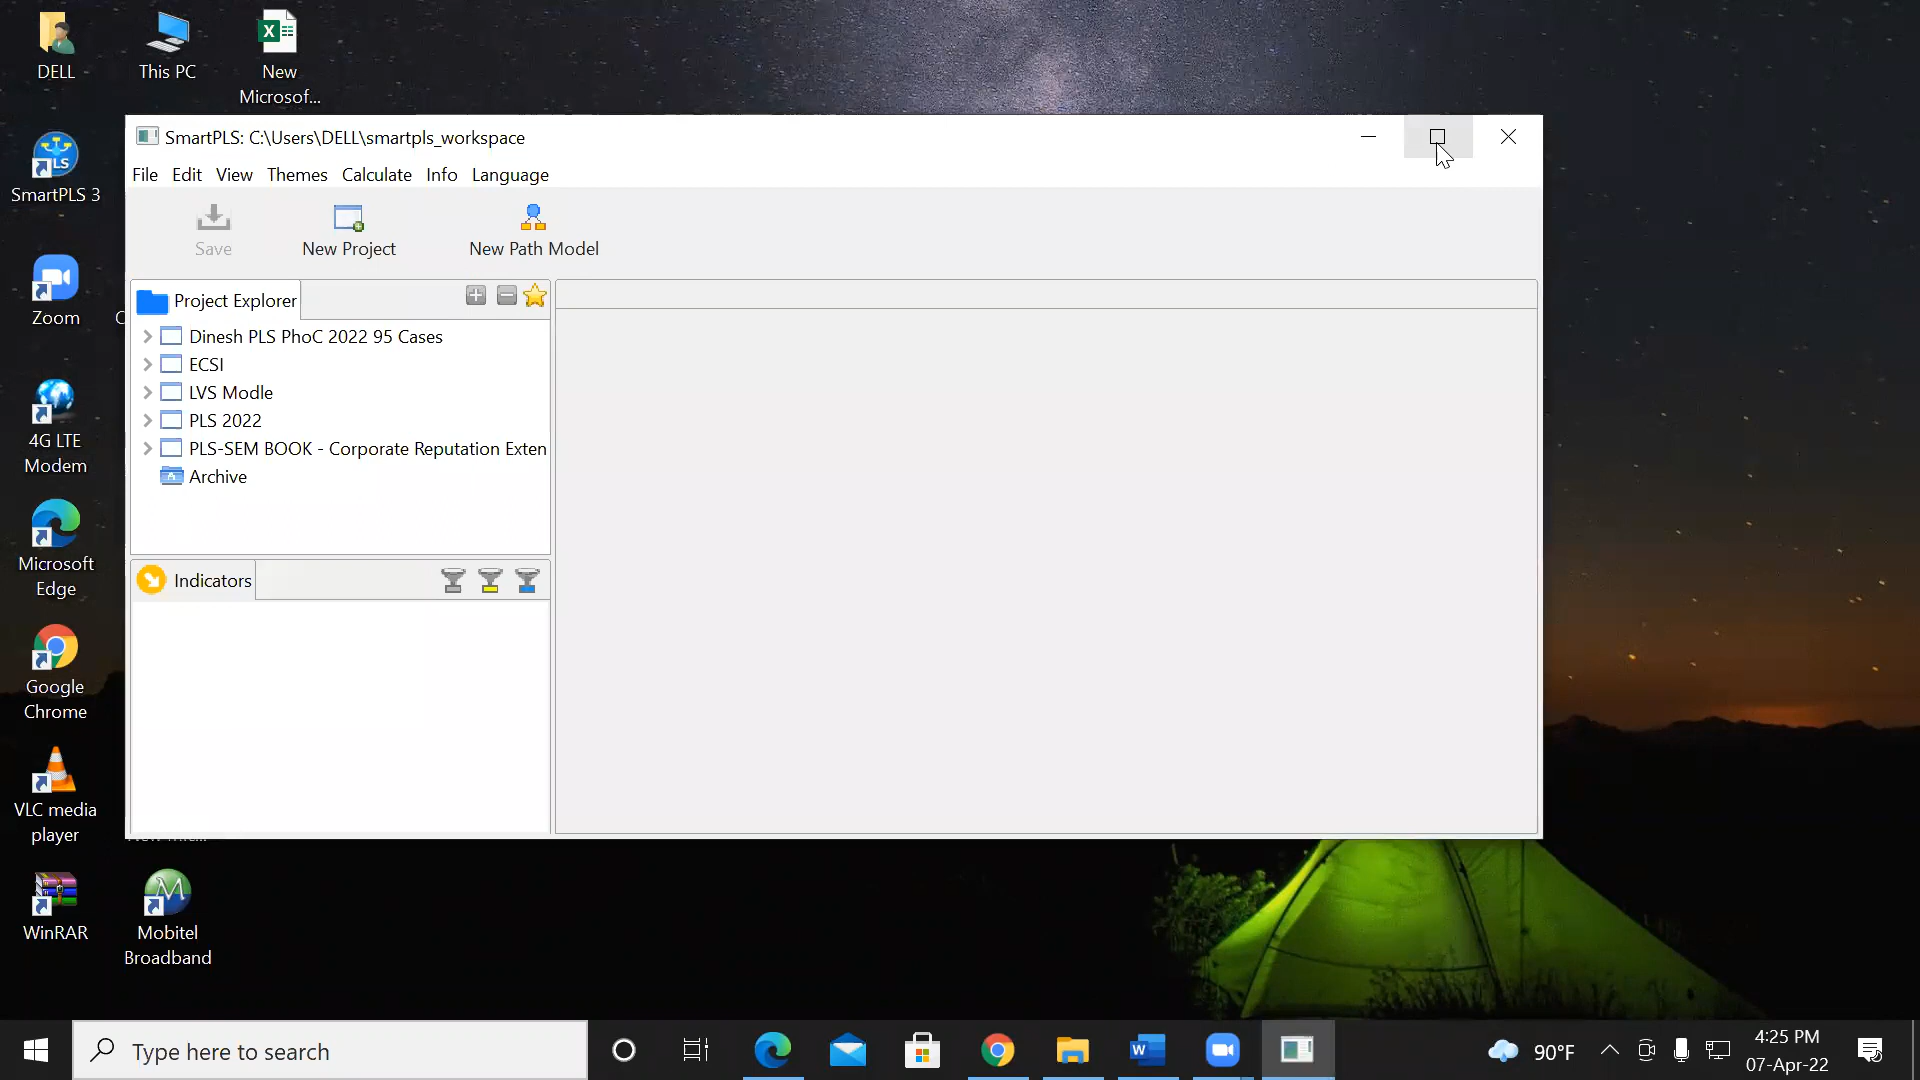 DELL
This PC
New
Microsof...
SmartPLS: C:\Users\DELL\smartpls_workspace
File Edit View Themes Calculate Info Language
Save
New Project
New Path Model
Project Explorer
Dinesh PLS PhoC 2022 95 Cases
ECSI
LVS Modle
PLS 2022
PLS-SEM BOOK - Corporate Reputation Exten
Archive
Indicators
SmartPLS 3
Zoom
4G LTE
Modem
Microsoft
Edge
Google
Chrome
VLC media
player
WinRAR
Mobitel
Broadband
Type here to search
90°F
4:25 PM
07-Apr-22